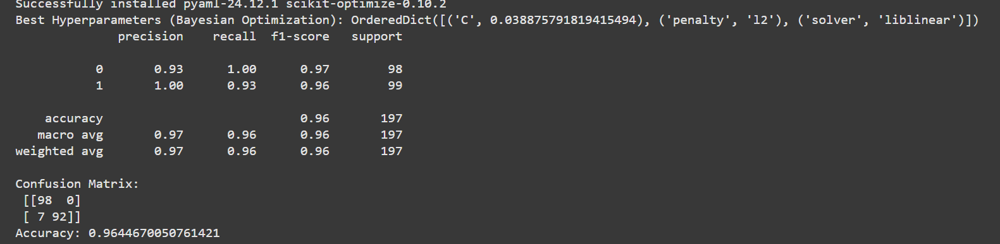 Successfully installed pyaml-24.12.1 scikit-optimize-0.10.2
Best Hyperparameters (Bayesian Optimization): OrderedDict([('C', 0.038875791819415494), ('penalty', 'l2'), ('solver', 'liblinear')])
precision recall f1-score support
0 0.93 1.00 0.97 98
1 1.00 0.93 0.96 99
accuracy 0.96 197
macro avg 0.97 0.96 0.96 197
weighted avg 0.97 0.96 0.96 197
Confusion Matrix:
[[98 0]
[ 7 92]]
Accuracy: 0.9644670050761421